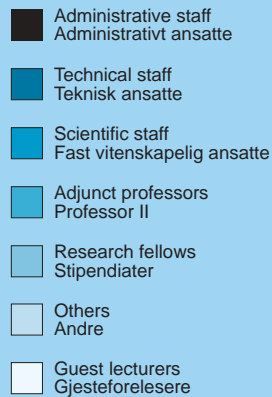 Administrative staff
Administrativt ansatte
Technical staff
Teknisk ansatte
Scientific staff
Fast vitenskapelig ansatte
Adjunct professors
Professor II
Research fellows
Stipendiater
Others
Andre
Guest lecturers
Gjesteforelesere